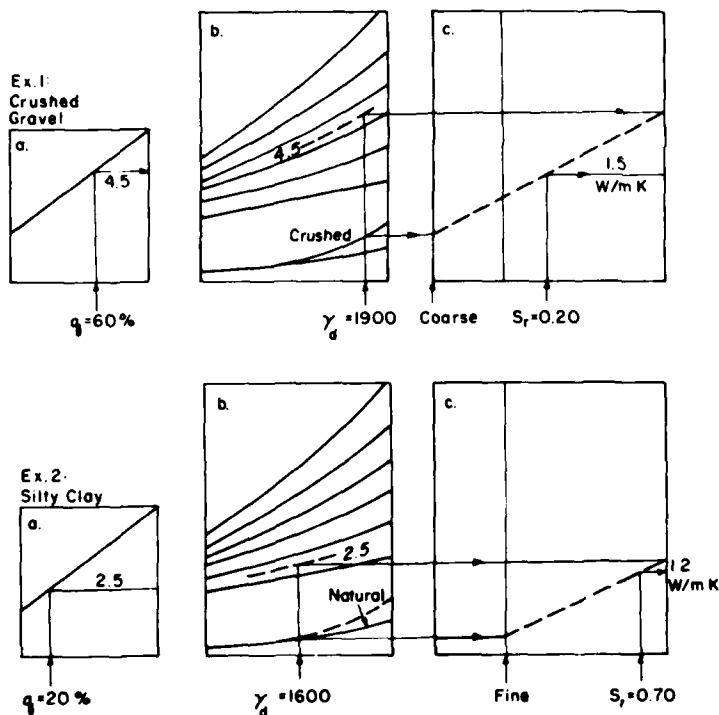 Ex.1:
Crushed
Gravel
a.
4.5
q=60%
b.
4.5
Crushed
γd=1900
c.
1.5
W/m K
Coarse
Sr=0.20
Ex.2:
Silty Clay
a.
2.5
q=20%
b.
2.5
Natural
γd=1600
c.
1.2
W/m K
Fine
Sr=0.70